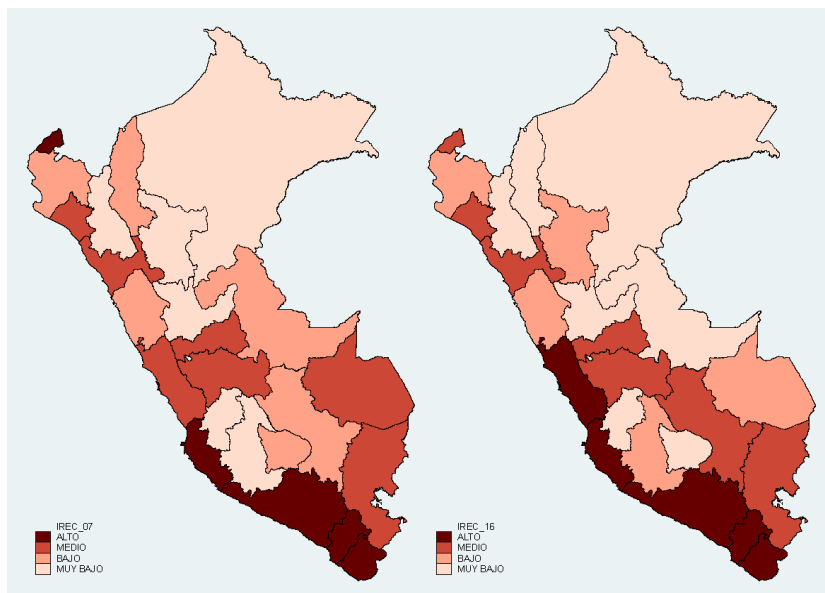 IREC_07
ALTO
MEDIO
BAJO
MUY BAJO
IREC_16
ALTO
MEDIO
BAJO
MUY BAJO